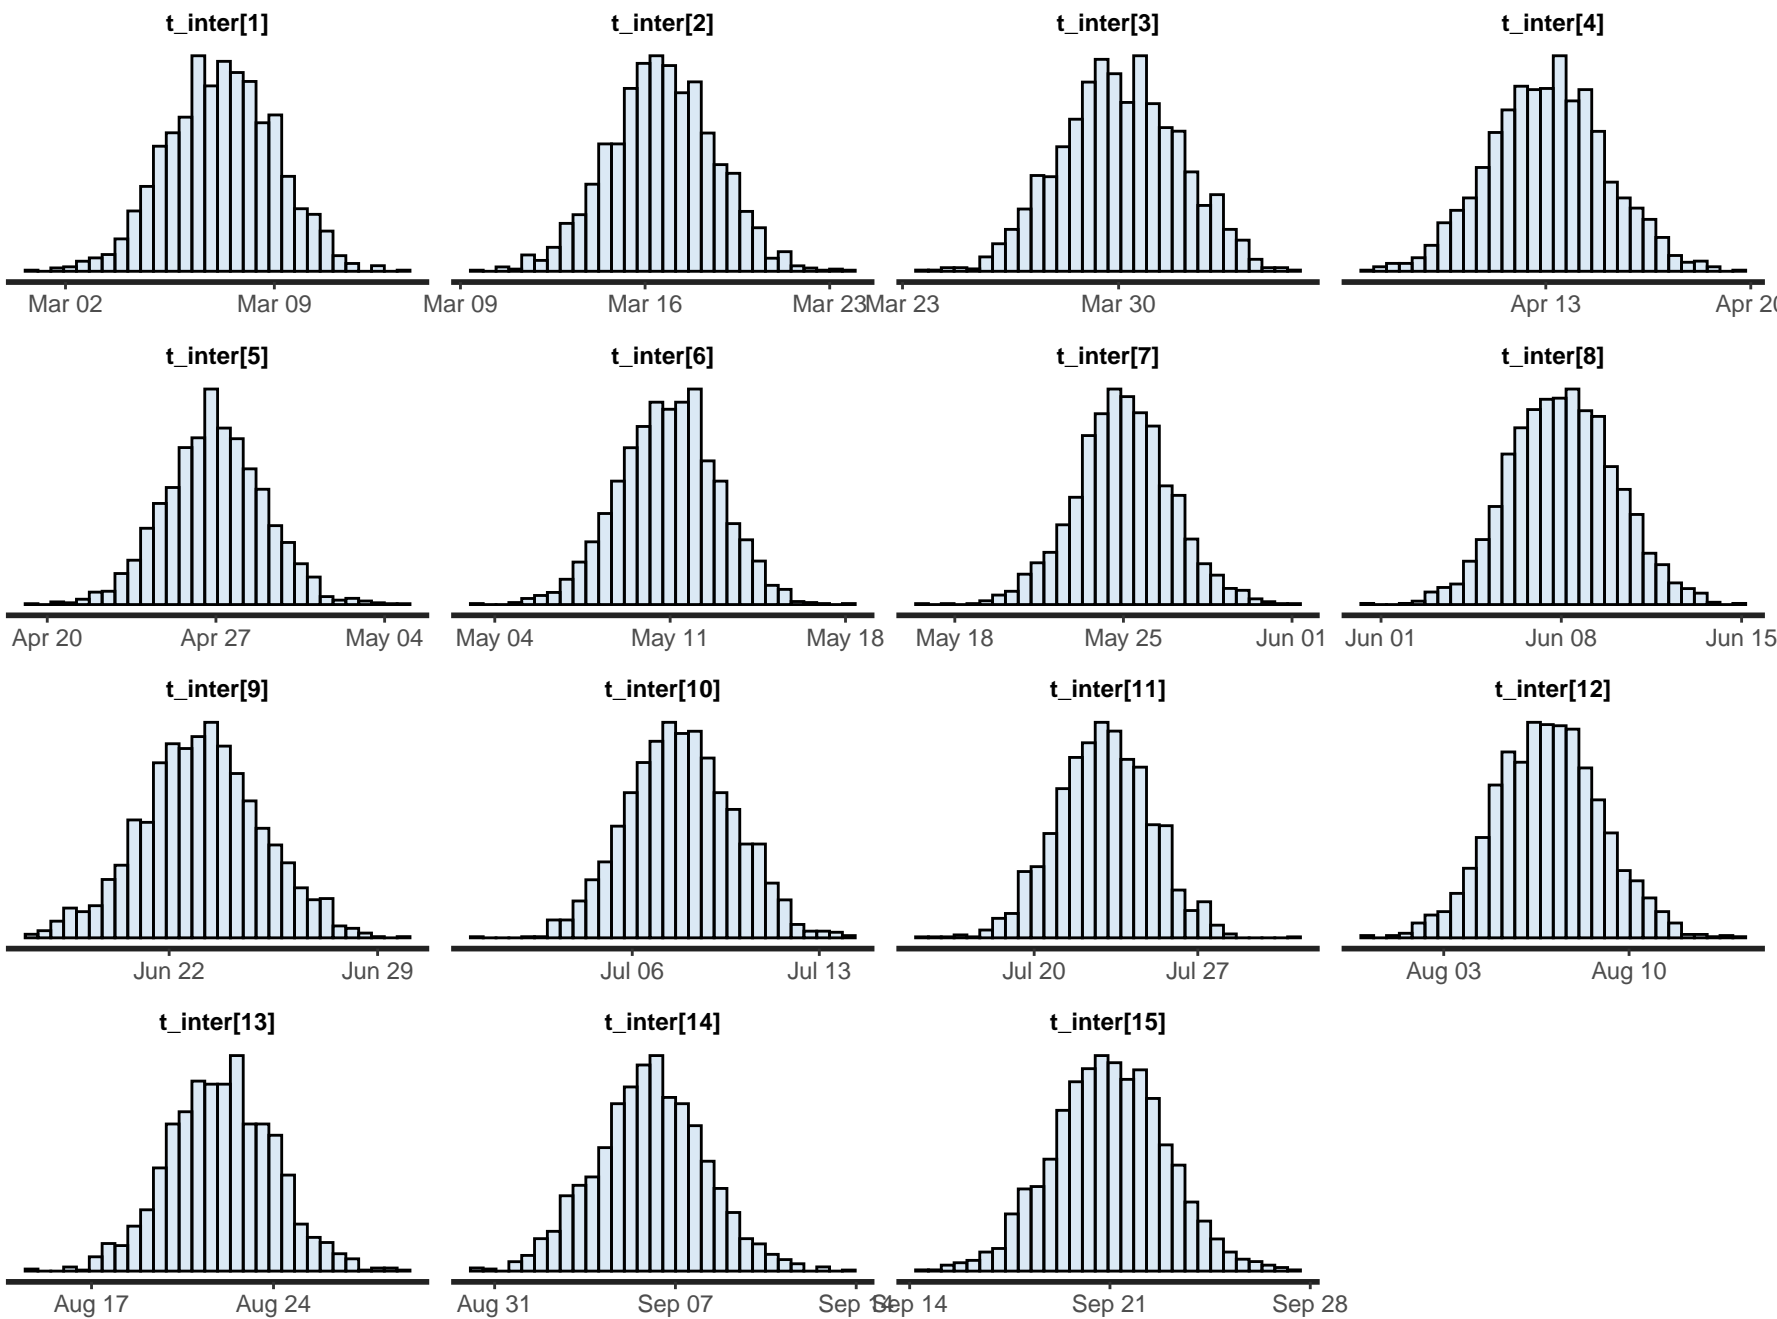 t_inter[1] t_inter[2] t_inter[3] t_inter[4]
Mar 02 Mar 09 Mar 09 Mar 16 Mar 23 Mar 23 Mar 30 Apr 13 Apr 20
t_inter[5] t_inter[6] t_inter[7] t_inter[8]
Apr 20 Apr 27 May 04 May 04 May 11 May 18 May 18 May 25 Jun 01 Jun 01 Jun 08 Jun 15
t_inter[9] t_inter[10] t_inter[11] t_inter[12]
Jun 22 Jun 29 Jul 06 Jul 13 Jul 20 Jul 27 Aug 03 Aug 10
t_inter[13] t_inter[14] t_inter[15]
Aug 17 Aug 24 Aug 31 Sep 07 Sep 14 Sep 14 Sep 21 Sep 28